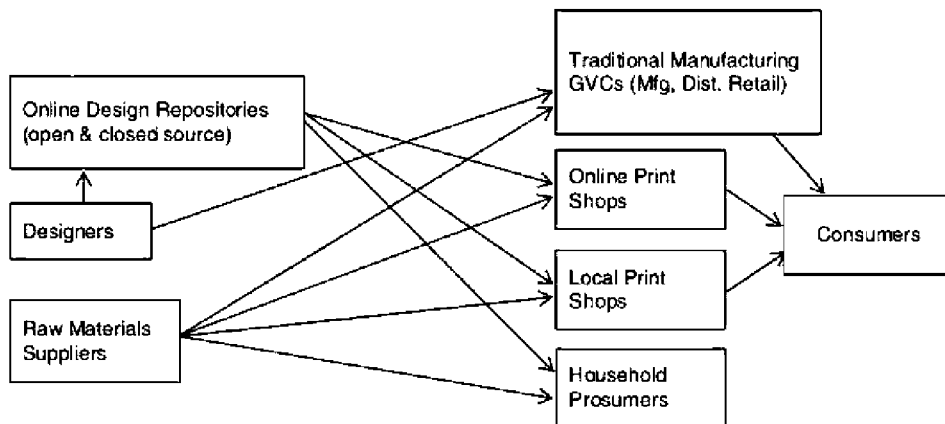 Online Design Repositories
(open & closed source)
Designers
Raw Materials
Suppliers
Traditional Manufacturing
GVCs (Mfg, Dist. Retail)
Online Print
Shops
Local Print
Shops
Household
Prosumers
Consumers